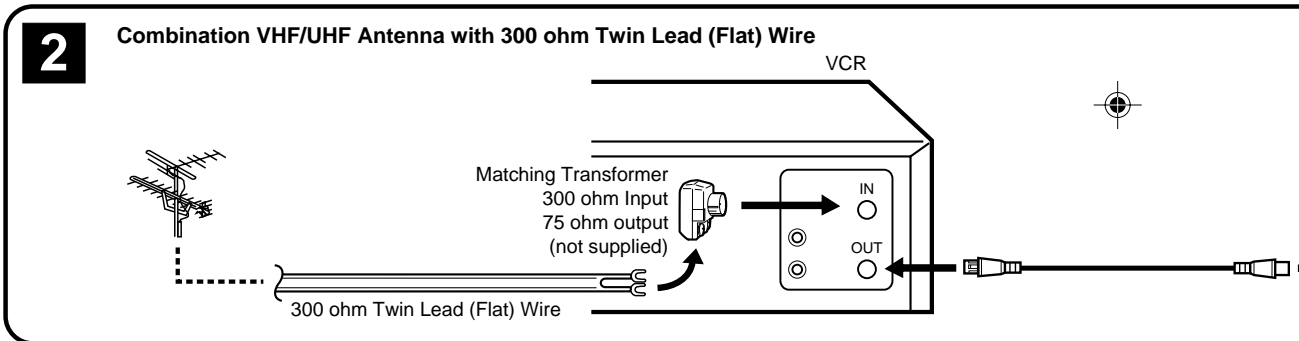 2
Combination VHF/UHF Antenna with 300 ohm Twin Lead (Flat) Wire
VCR
Matching Transformer
300 ohm Input
75 ohm output
(not supplied)
IN
OUT
300 ohm Twin Lead (Flat) Wire